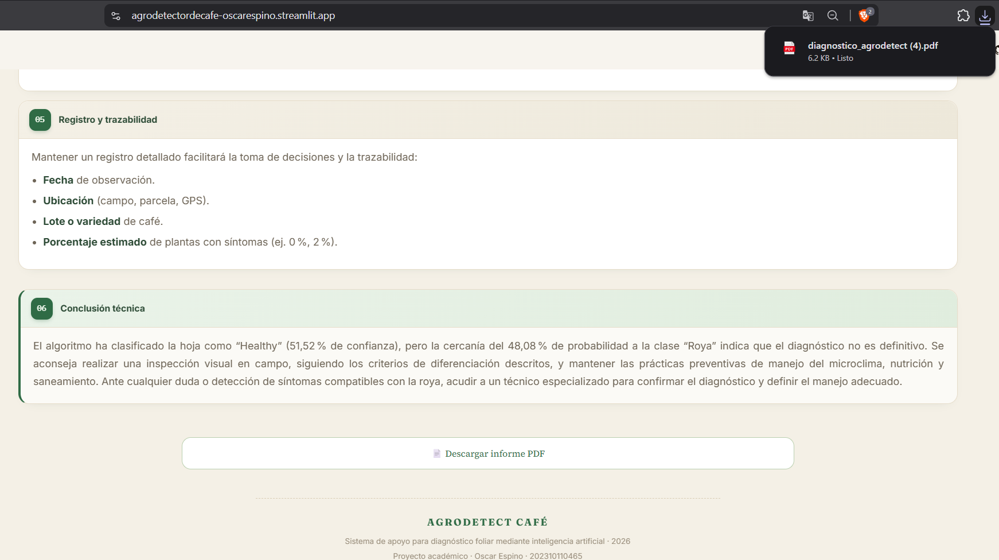 agrodetectordecafe-oscarespino.streamlit.app
2
diagnostico_agrodetect (4).pdf
PDF
6.2 KB • Listo
05 Registro y trazabilidad
Mantener un registro detallado facilitará la toma de decisiones y la trazabilidad:
• Fecha de observación.
• Ubicación (campo, parcela, GPS).
• Lote o variedad de café.
• Porcentaje estimado de plantas con síntomas (ej. 0 %, 2 %).
06 Conclusión técnica
El algoritmo ha clasificado la hoja como “Healthy” (51,52 % de confianza), pero la cercanía del 48,08 % de probabilidad a la clase “Roya” indica que el diagnóstico no es definitivo. Se
aconseja realizar una inspección visual en campo, siguiendo los criterios de diferenciación descritos, y mantener las prácticas preventivas de manejo del microclima, nutrición y
saneamiento. Ante cualquier duda o detección de síntomas compatibles con la roya, acudir a un técnico especializado para confirmar el diagnóstico y definir el manejo adecuado.
Descargar informe PDF
AGRODETECT CAFÉ
Sistema de apoyo para diagnóstico foliar mediante inteligencia artificial · 2026
Proyecto académico · Oscar Espino · 202310110465